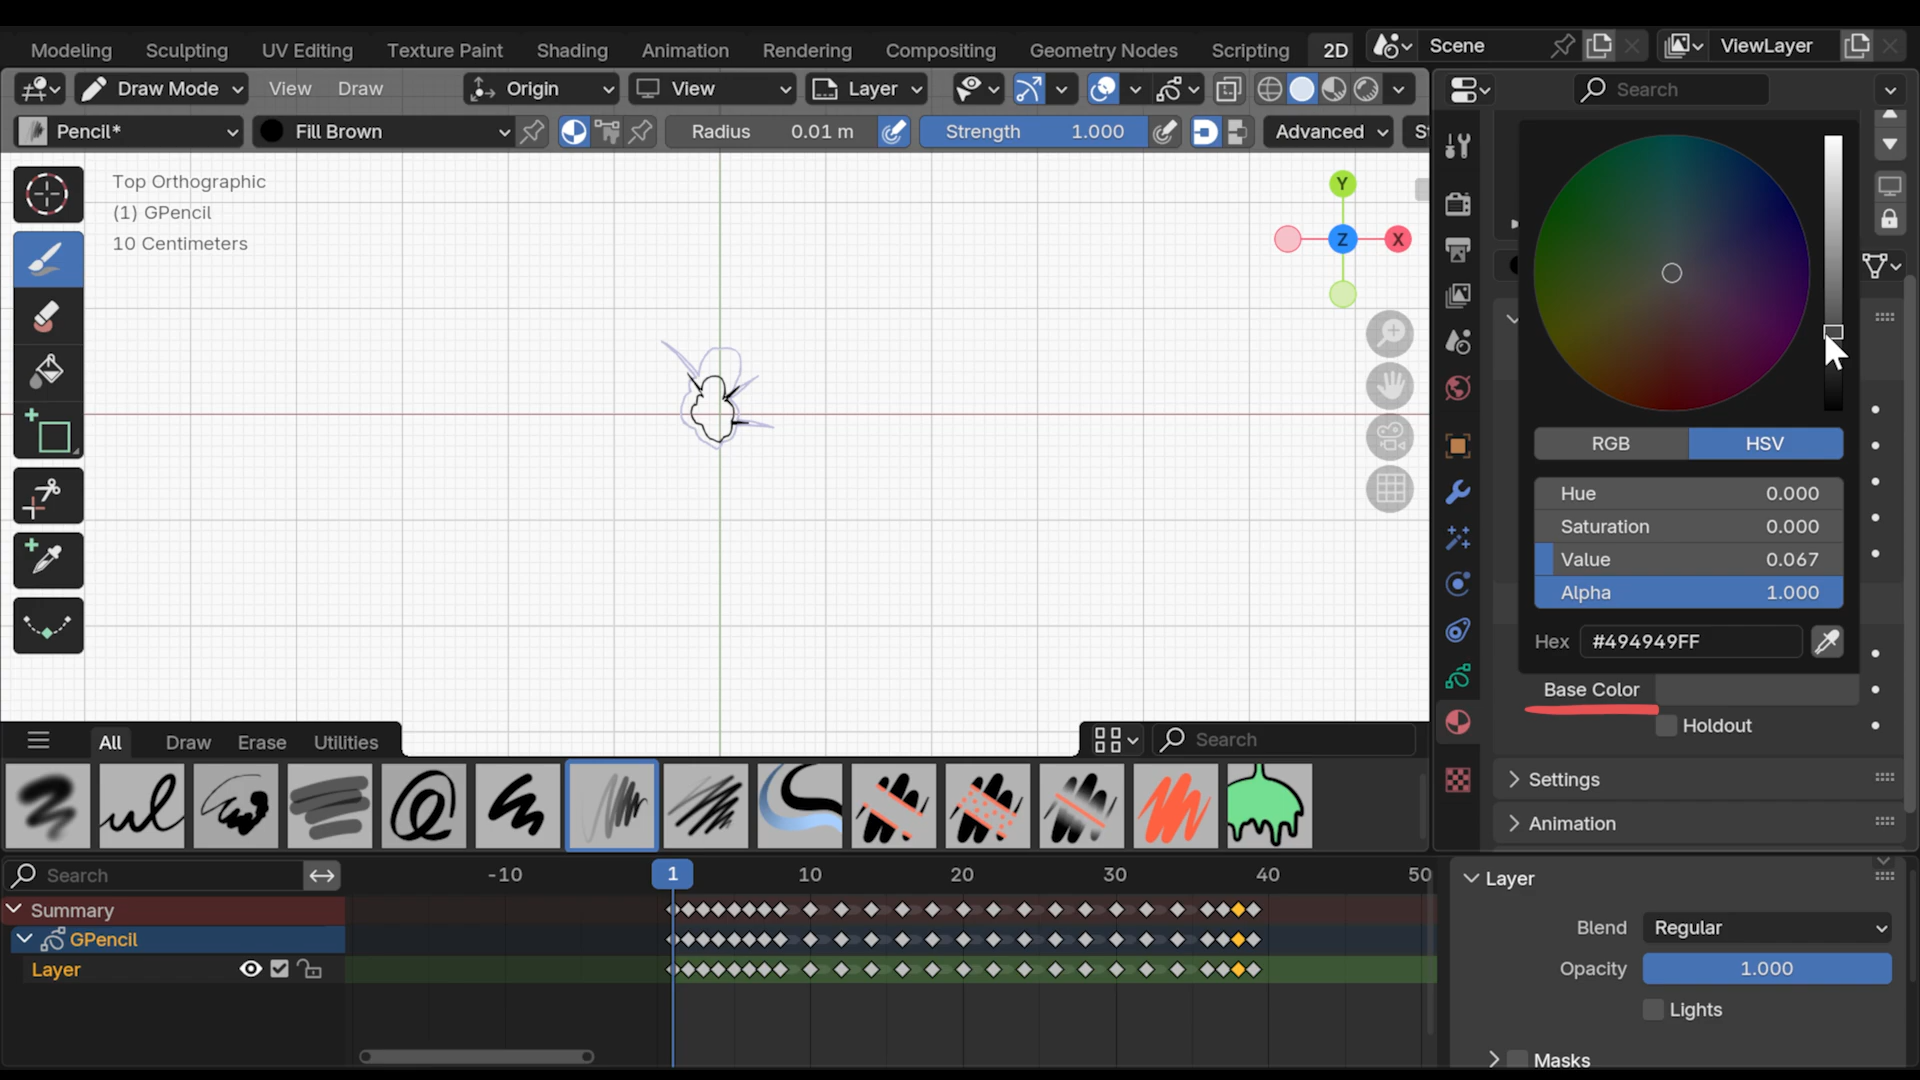 Modeling Sculpting UV Editing Texture Paint Shading Animation Rendering Compositing Geometry Nodes Scripting 2D Scene ViewLayer
Draw Mode View Draw Origin View Layer Search
Pencil* Fill Brown Radius 0.01 m Strength 1.000 Advanced
Top Orthographic
(1) GPencil
10 Centimeters
Y
Z X
RGB HSV
Hue 0.000
Saturation 0.000
Value 0.067
Alpha 1.000
Hex #494949FF
Base Color
Holdout
Settings
Animation
All Draw Erase Utilities Search
Search -10 1 10 20 30 40 50
Summary
GPencil
Layer
Layer
Blend Regular
Opacity 1.000
Lights
Masks